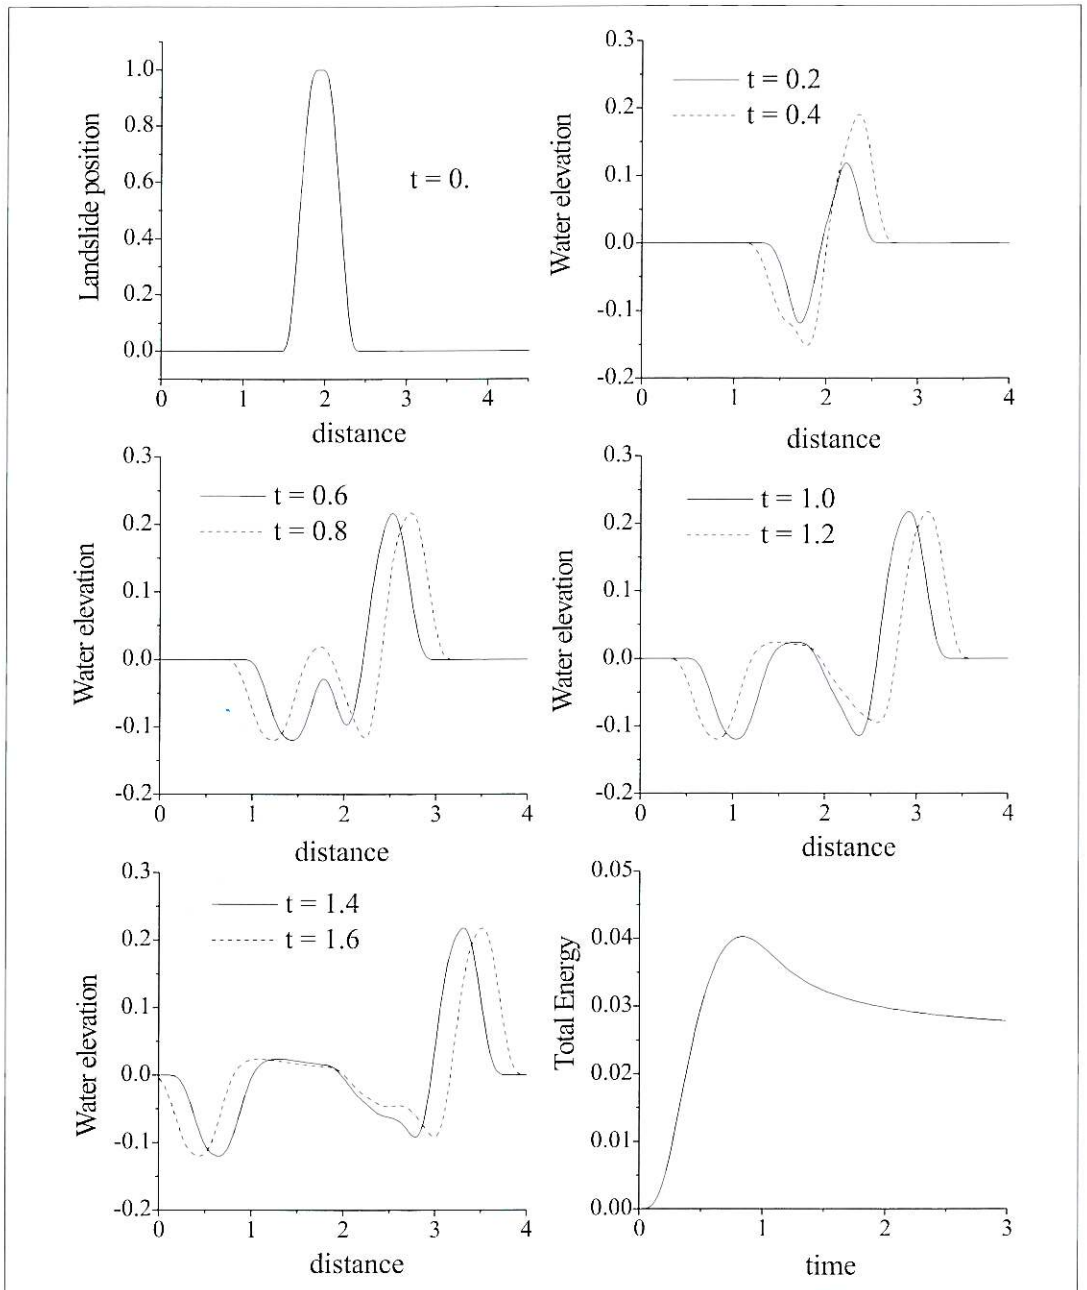 1.0
0.8
0.6
0.4
0.2
0.0
Landslide position
t = 0.
0 1 2 3 4
distance
0.3
0.2
0.1
0.0
-0.1
-0.2
Water elevation
t = 0.2
t = 0.4
0 1 2 3 4
distance
0.3
0.2
0.1
0.0
-0.1
-0.2
Water elevation
t = 0.6
t = 0.8
0 1 2 3 4
distance
0.3
0.2
0.1
0.0
-0.1
-0.2
Water elevation
t = 1.0
t = 1.2
0 1 2 3 4
distance
0.3
0.2
0.1
0.0
-0.1
-0.2
Water elevation
t = 1.4
t = 1.6
0 1 2 3 4
distance
0.05
0.04
0.03
0.02
0.01
0.00
Total Energy
0 1 2 3
time